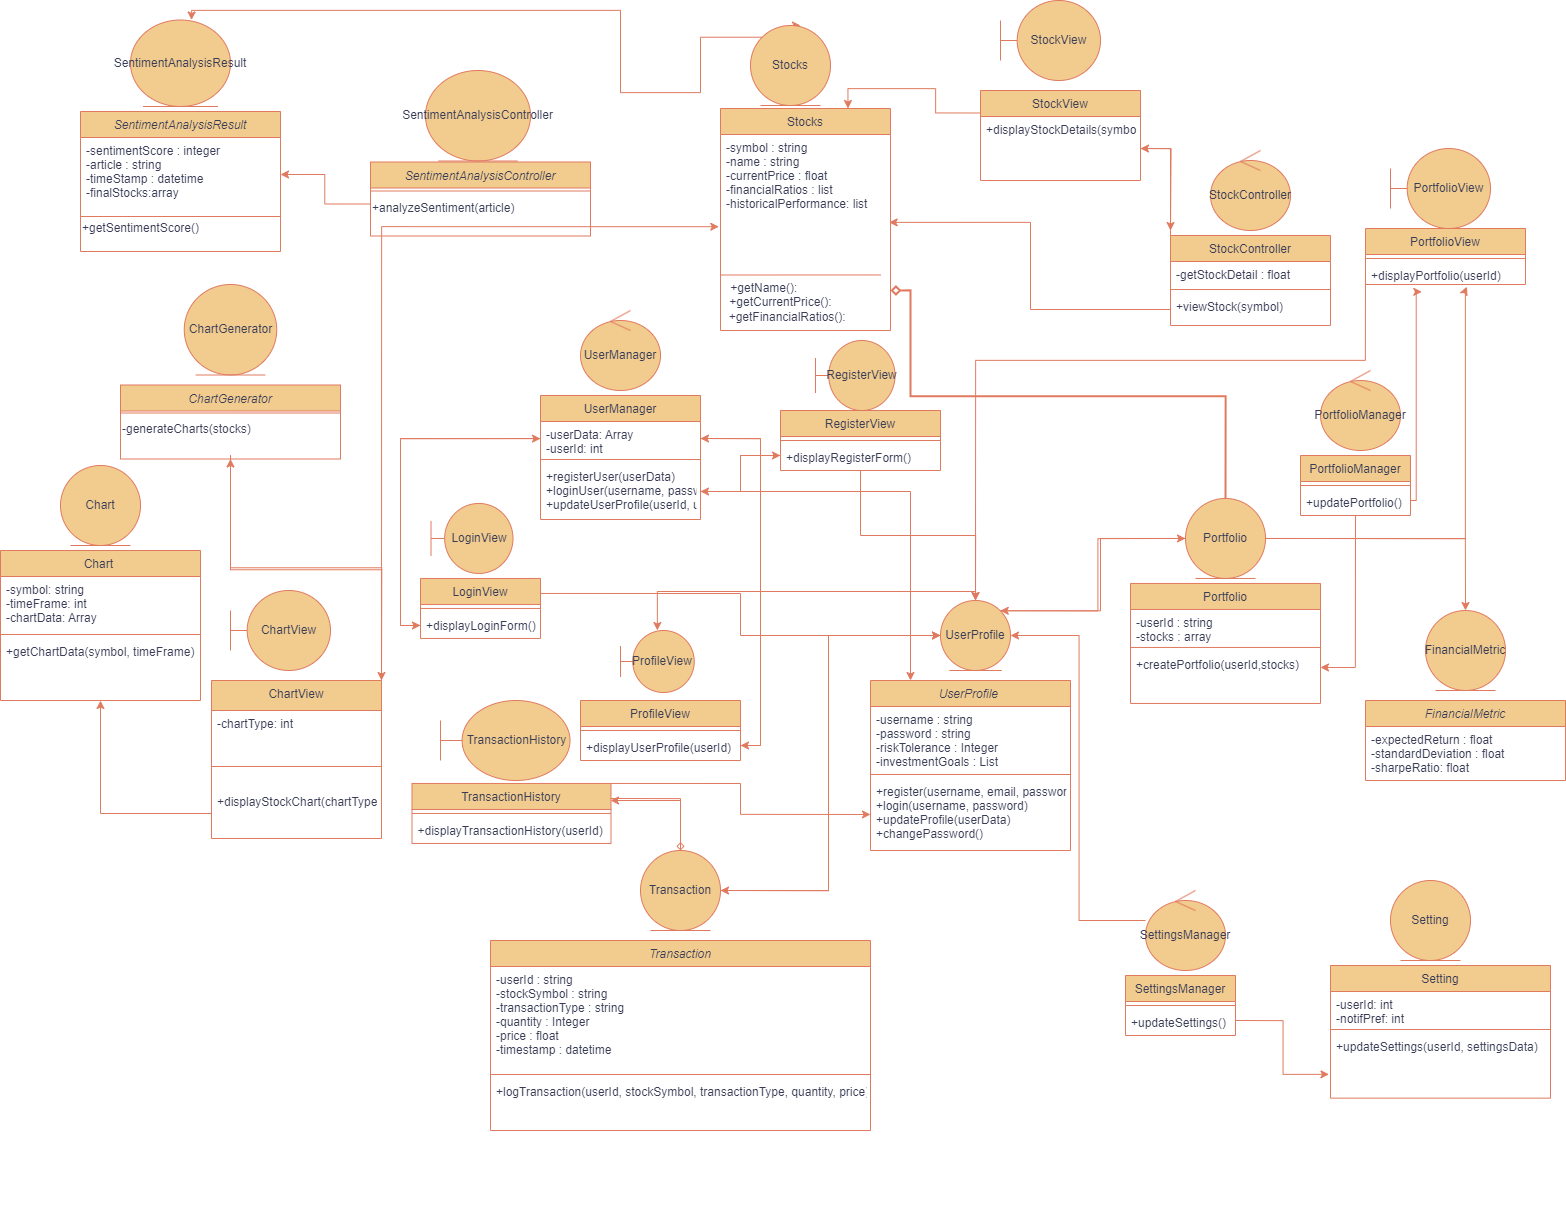 SentimentAnalysisResult
SentimentAnalysisResult
-sentimentScore : integer
-article : string
-timeStamp : datetime
-finalStocks:array
+getSentimentScore()
SentimentAnalysisController
SentimentAnalysisController
+analyzeSentiment(article)
Stocks
Stocks
-symbol : string
-name : string
-currentPrice : float
-financialRatios : list
-historicalPerformance: list
+getName():
+getCurrentPrice():
+getFinancialRatios():
StockView
StockView
+displayStockDetails(symbo
StockController
StockController
-getStockDetail : float
+viewStock(symbol)
PortfolioView
PortfolioView
+displayPortfolio(userId)
ChartGenerator
ChartGenerator
-generateCharts(stocks)
UserManager
UserManager
-userData: Array
-userId: int
+registerUser(userData)
+loginUser(username, passw
+updateUserProfile(userId, u
RegisterView
RegisterView
+displayRegisterForm()
PortfolioManager
PortfolioManager
+updatePortfolio()
Chart
Chart
-symbol: string
-timeFrame: int
-chartData: Array
+getChartData(symbol, timeFrame)
LoginView
LoginView
+displayLoginForm()
Portfolio
Portfolio
-userId : string
-stocks : array
+createPortfolio(userId,stocks)
ChartView
ChartView
-chartType: int
+displayStockChart(chartType
ProfileView
ProfileView
+displayUserProfile(userId)
UserProfile
UserProfile
-username : string
-password : string
-riskTolerance : Integer
-investmentGoals : List
+register(username, email, passwor
+login(username, password)
+updateProfile(userData)
+changePassword()
FinancialMetric
FinancialMetric
-expectedReturn : float
-standardDeviation : float
-sharpeRatio: float
TransactionHistory
TransactionHistory
+displayTransactionHistory(userId)
Transaction
Transaction
-userId : string
-stockSymbol : string
-transactionType : string
-quantity : Integer
-price : float
-timestamp : datetime
+logTransaction(userId, stockSymbol, transactionType, quantity, price
SettingsManager
SettingsManager
+updateSettings()
Setting
Setting
-userId: int
-notifPref: int
+updateSettings(userId, settingsData)